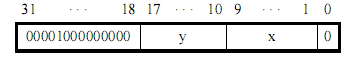 31 ··· 18 17 ··· 10 9 ··· 1 0
00001000000000 y x 0